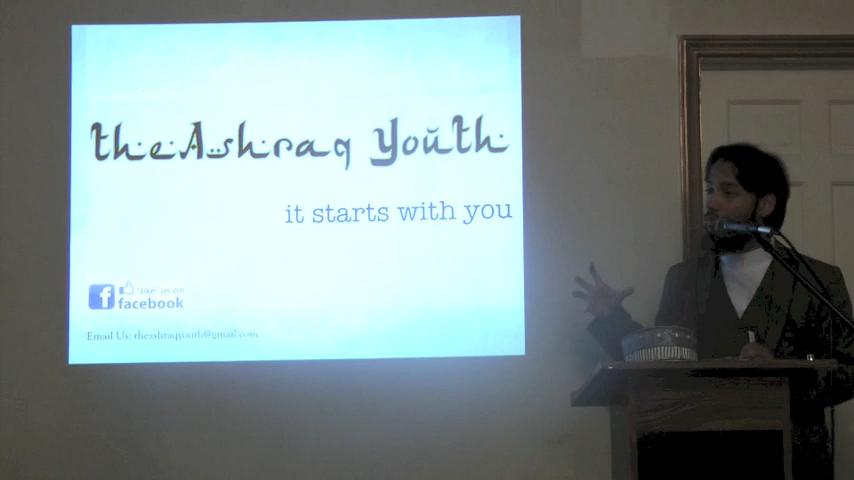 theAshraq Youth
it starts with you
f
"like" us on
facebook
Email Us: theashraqyouth@gmail.com